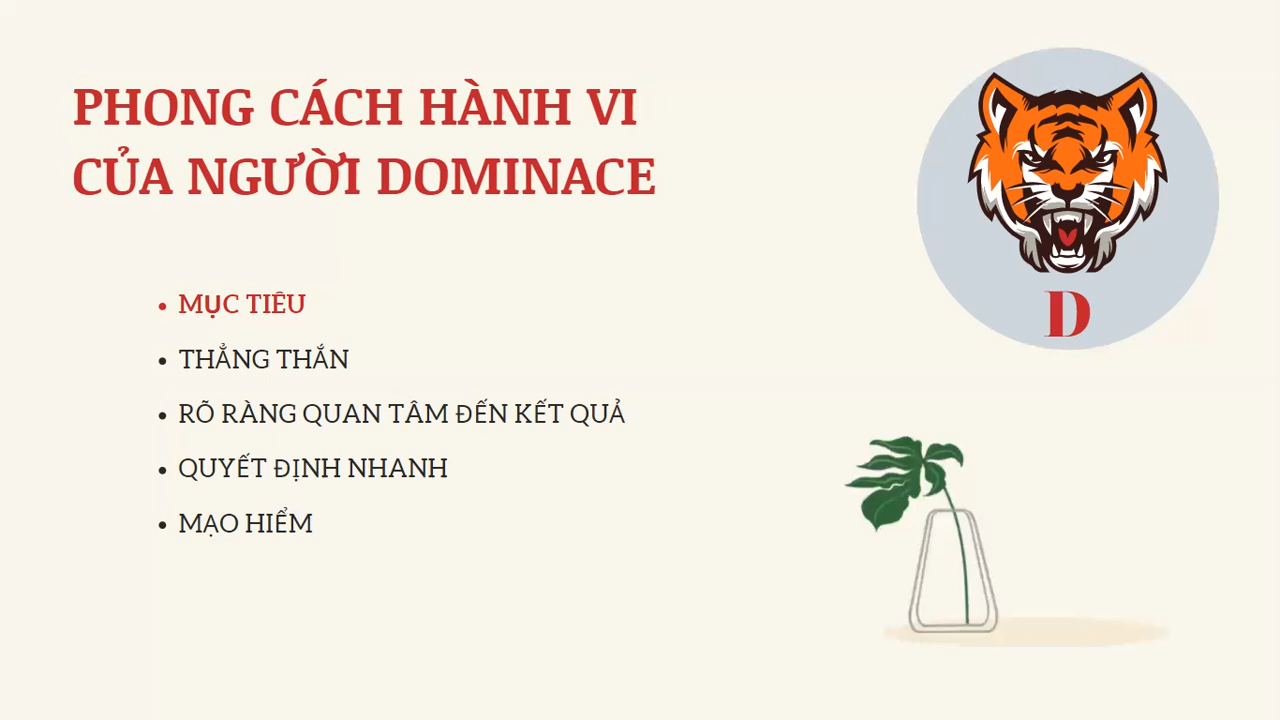 PHONG CÁCH HÀNH VI
CỦA NGƯỜI DOMINACE
D
• MỤC TIÊU
• THẲNG THẮN
• RÕ RÀNG QUAN TÂM ĐẾN KẾT QUẢ
• QUYẾT ĐỊNH NHANH
• MẠO HIỂM